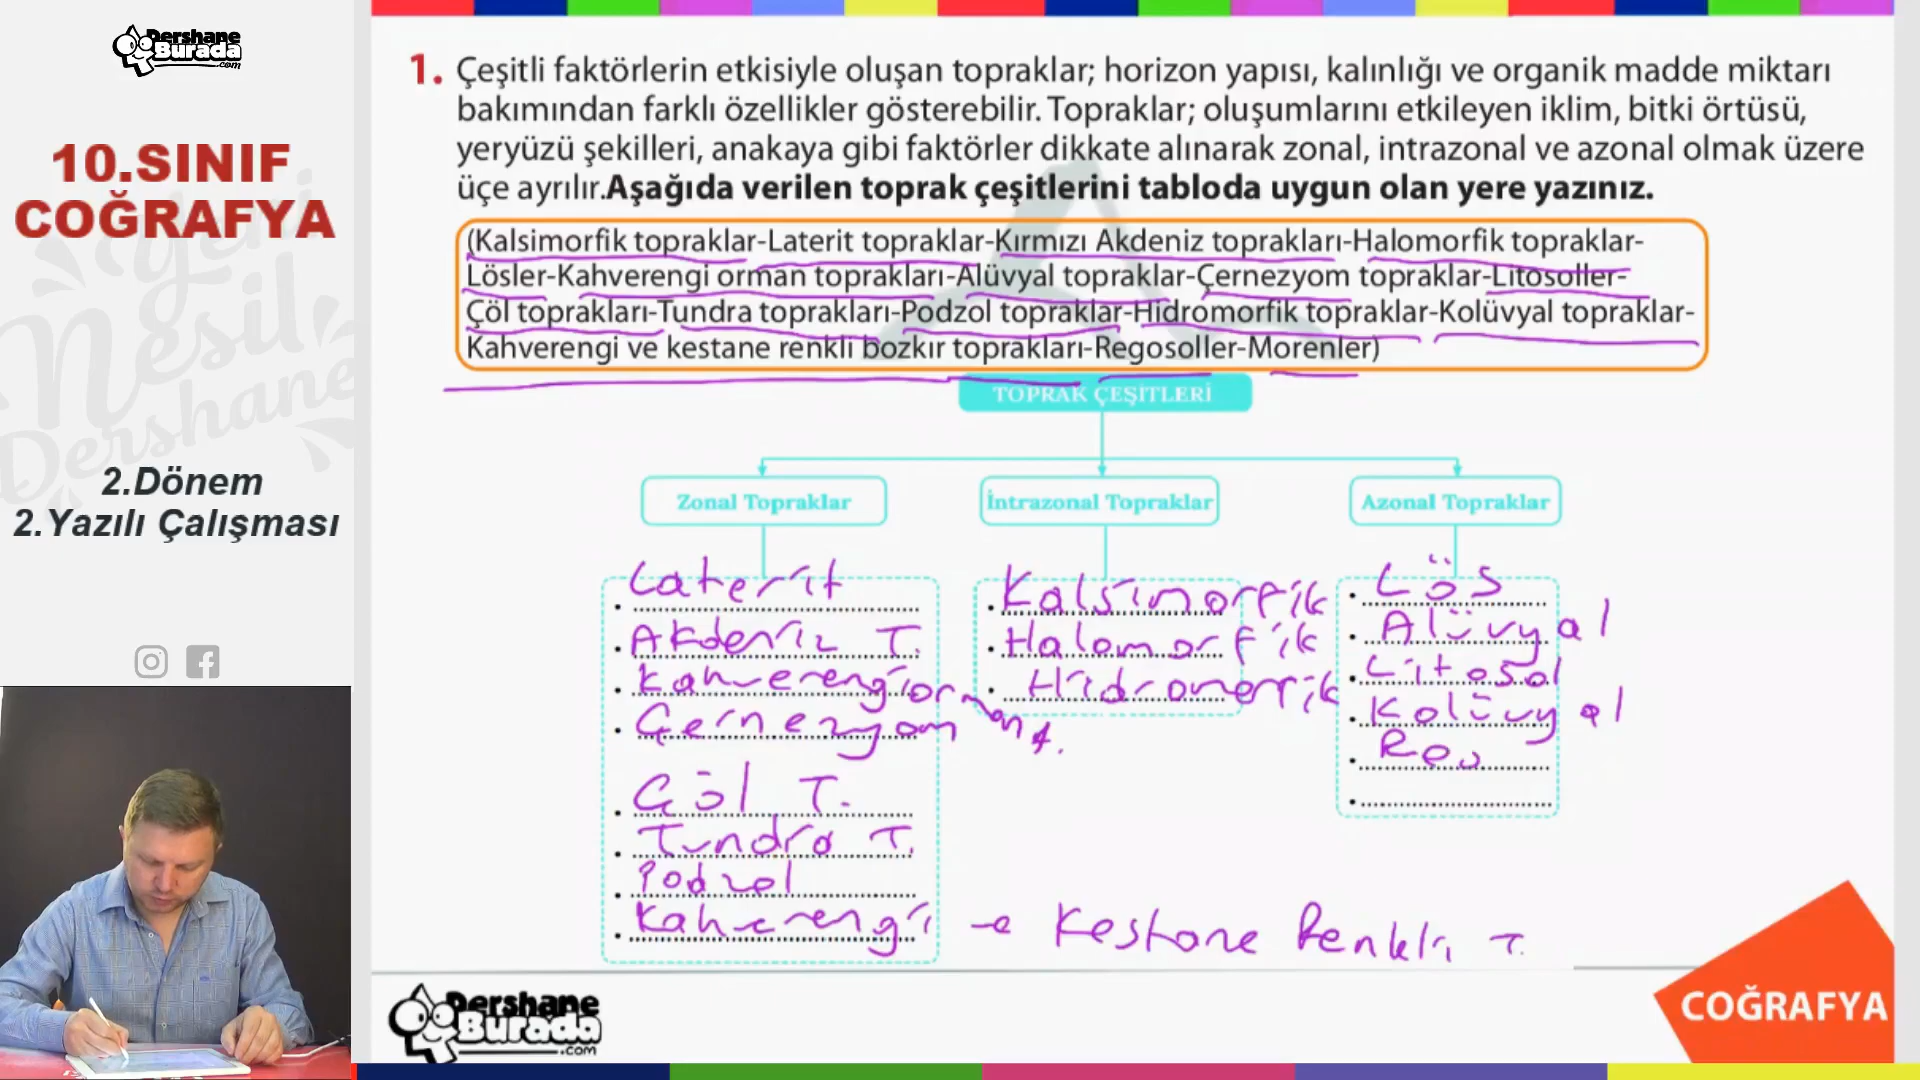 Dershane
Burada
.com
10.SINIF
COĞRAFYA
Yeni
Nesil
Dershane
2.Dönem
2.Yazılı Çalışması
1. Çeşitli faktörlerin etkisiyle oluşan topraklar; horizon yapısı, kalınlığı ve organik madde miktarı
bakımından farklı özellikler gösterebilir. Topraklar; oluşumlarını etkileyen iklim, bitki örtüsü,
yeryüzü şekilleri, anakaya gibi faktörler dikkate alınarak zonal, intrazonal ve azonal olmak üzere
üçe ayrılır.Aşağıda verilen toprak çeşitlerini tabloda uygun olan yere yazınız.
(Kalsimorfik topraklar-Laterit topraklar-Kırmızı Akdeniz toprakları-Halomorfik topraklar-
Lösler-Kahverengi orman toprakları-Alüvyal topraklar-Çernezyom topraklar-Litosoller-
Çöl toprakları-Tundra toprakları-Podzol topraklar-Hidromorfik topraklar-Kolüvyal topraklar-
Kahverengi ve kestane renkli bozkır toprakları-Regosoller-Morenler)
TOPRAK ÇEŞİTLERİ
Zonal Topraklar
Laterit
Akdeniz T.
Kahverengi orman t.
Çernezyom
Çöl T.
Tundra T.
Podzol
Kahverengi ve Kestane Renkli T.
İntrazonal Topraklar
Kalsimorfik
Halomorfik
Hidromorfik
Azonal Topraklar
Lös
Alüvyal
Litosol
Kolüvyal
Reg
Dershane
Burada
.com
COĞRAFYA